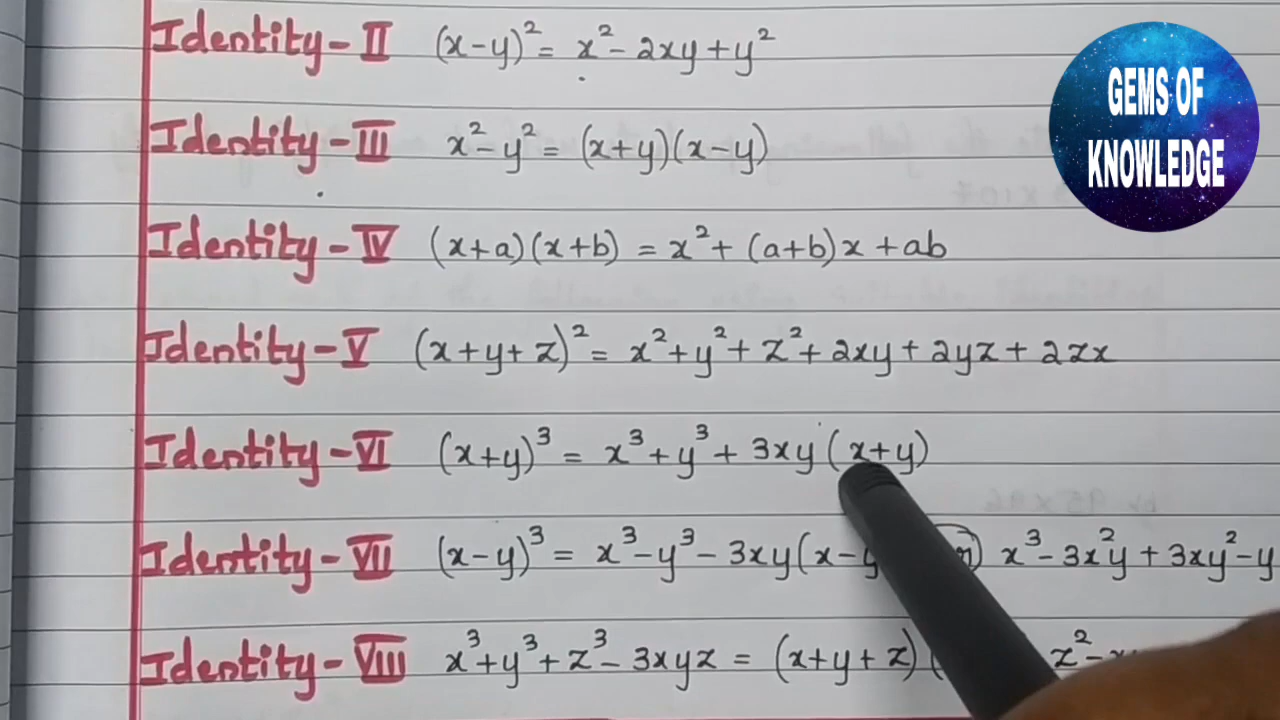 Identity-II (x-y)² = x² - 2xy + y²
GEMS OF
KNOWLEDGE
Identity-III x² - y² = (x+y)(x-y)
Identity-IV (x+a)(x+b) = x² + (a+b)x + ab
Identity-V (x+y+z)² = x² + y² + z² + 2xy + 2yz + 2zx
Identity-VI (x+y)³ = x³ + y³ + 3xy(x+y)
Identity-VII (x-y)³ = x³ - y³ - 3xy(x-y x³ - 3x²y + 3xy² - y
Identity-VIII x³ + y³ + z³ - 3xyz = (x+y+z)( z² -